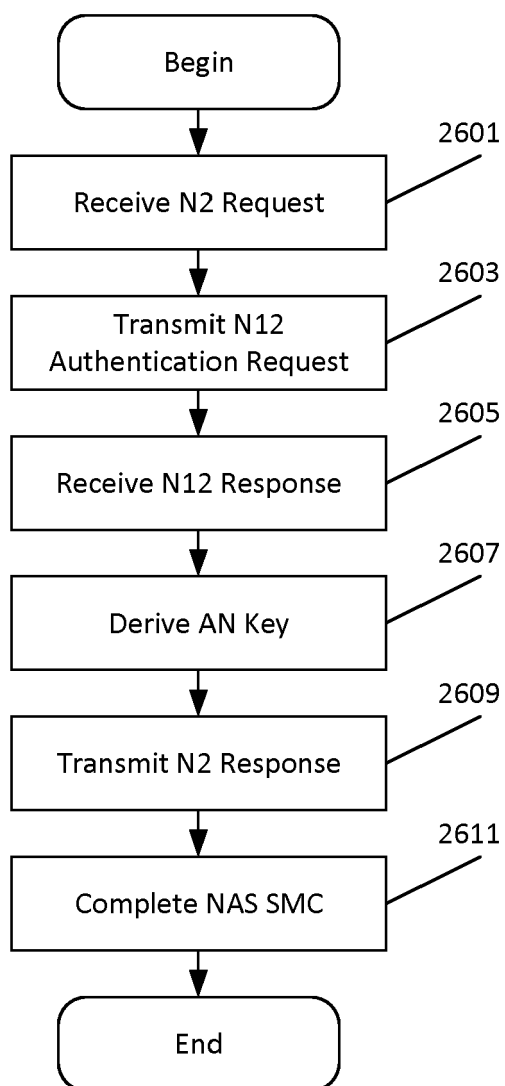 Begin
2601
Receive N2 Request
2603
Transmit N12
Authentication Request
2605
Receive N12 Response
2607
Derive AN Key
2609
Transmit N2 Response
2611
Complete NAS SMC
End